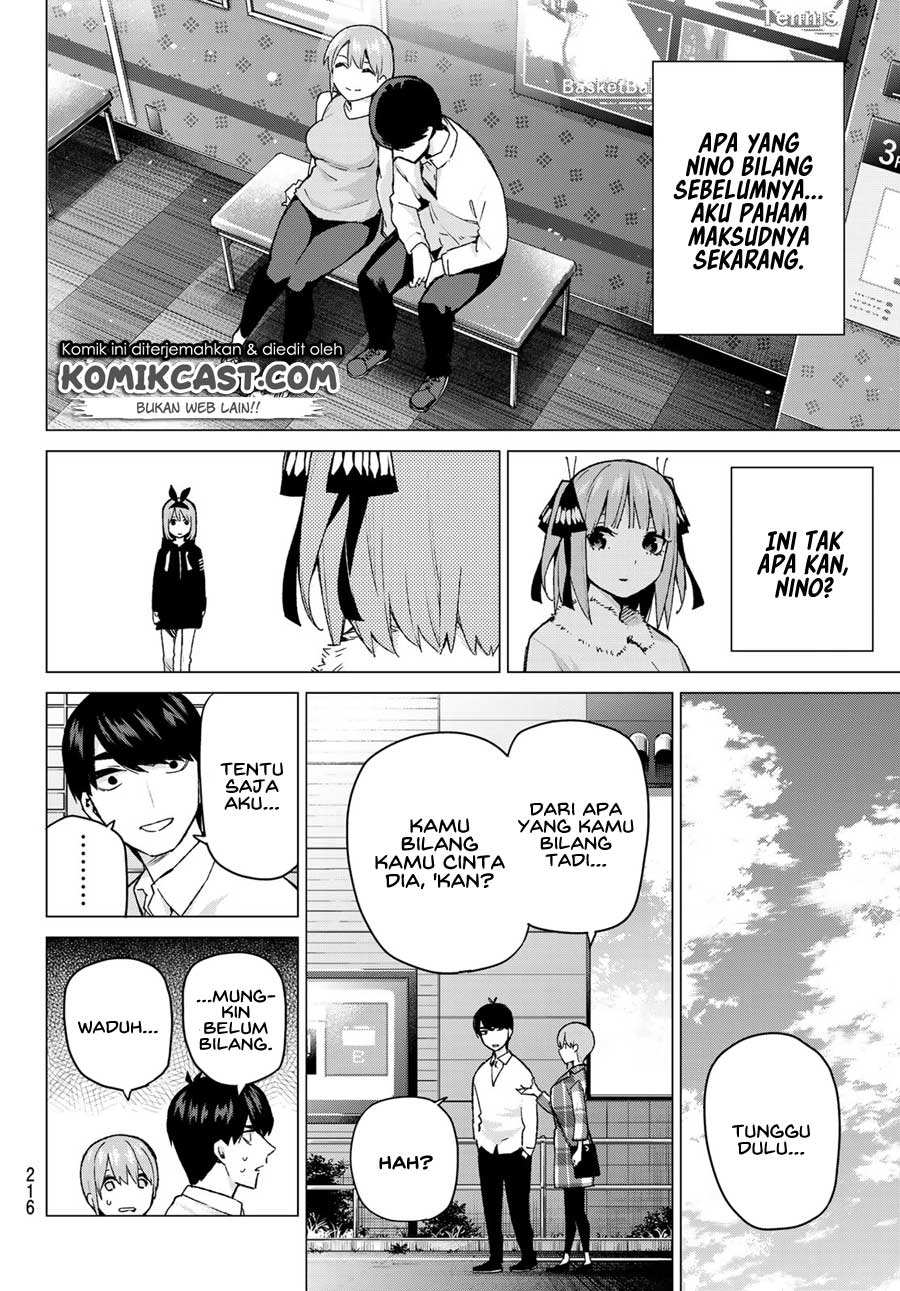 Tennis
BasketBa
3
APA YANG
NINO BILANG
SEBELUMNYA...
AKU PAHAM
MAKSUDNYA
SEKARANG.
Komik ini diterjemahkan & diedit oleh
KOMIKCAST.COM
BUKAN WEB LAIN!!
INI TAK
APA KAN,
NINO?
TUNGGU
DULU...
DARI APA
YANG KAMU
BILANG
TADI...
KAMU
BILANG
KAMU CINTA
DIA, 'KAN?
B
HAH?
TENTU
SAJA
AKU...
.........
...MUNG-
KIN
BELUM
BILANG.
WADUH...
216